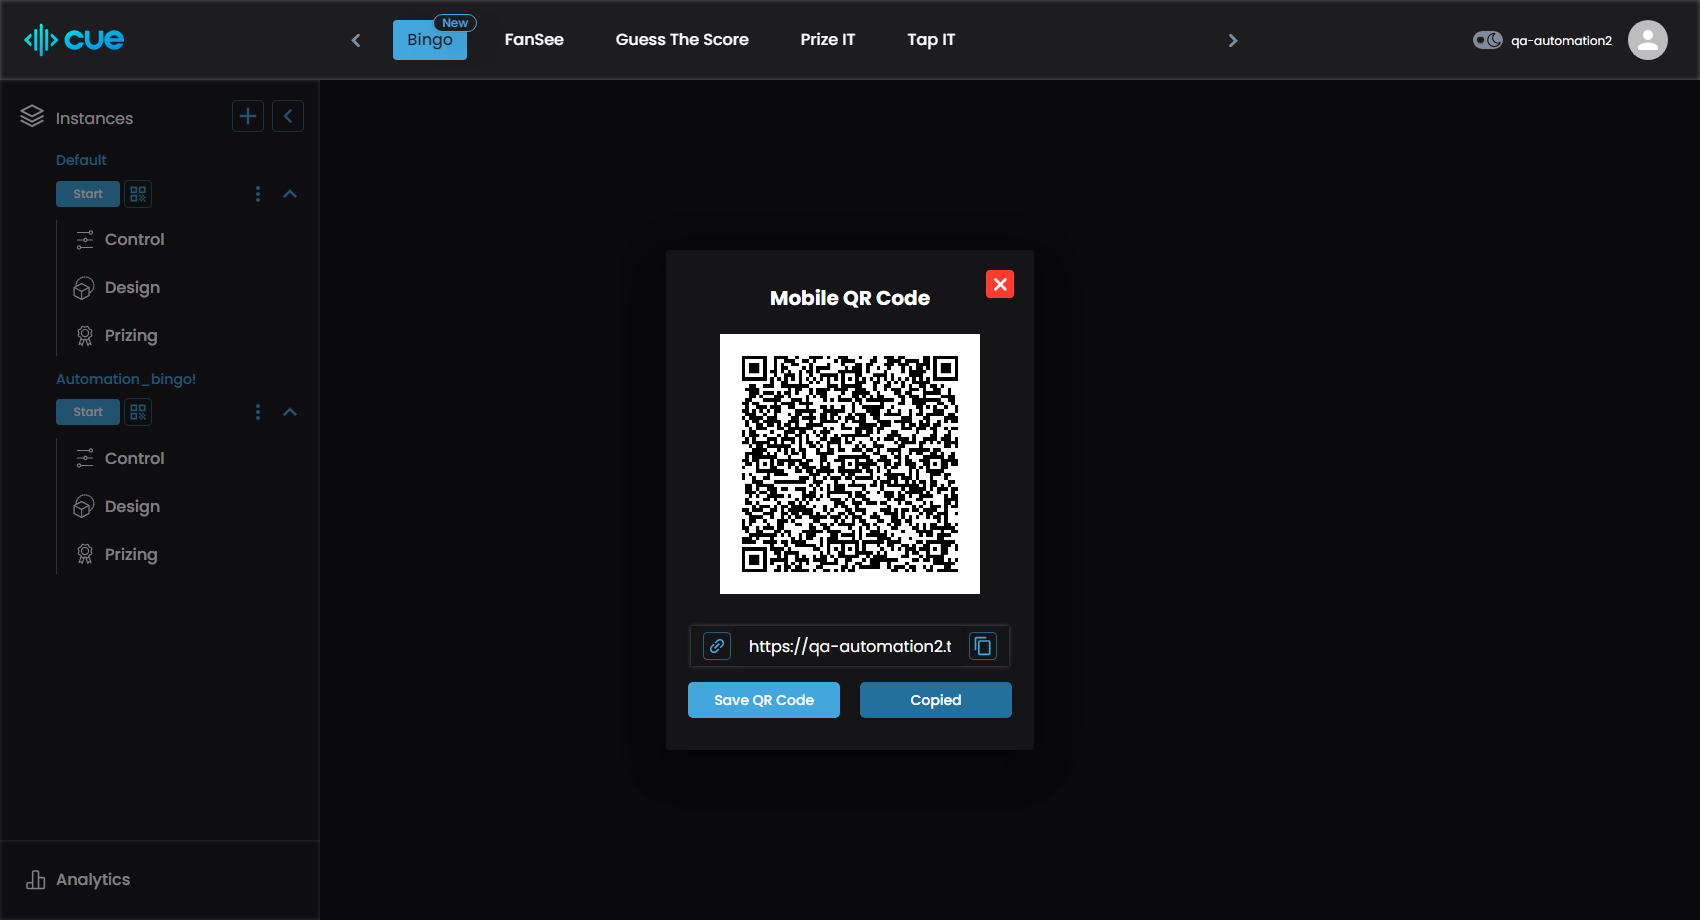 cue
Bingo
New
FanSee
Guess The Score
Prize IT
Tap IT
qa-automation2
Instances
Default
Start
Control
Design
Prizing
Automation_bingo!
Start
Control
Design
Prizing
Analytics
Mobile QR Code
https://qa-automation2.t
Save QR Code
Copied